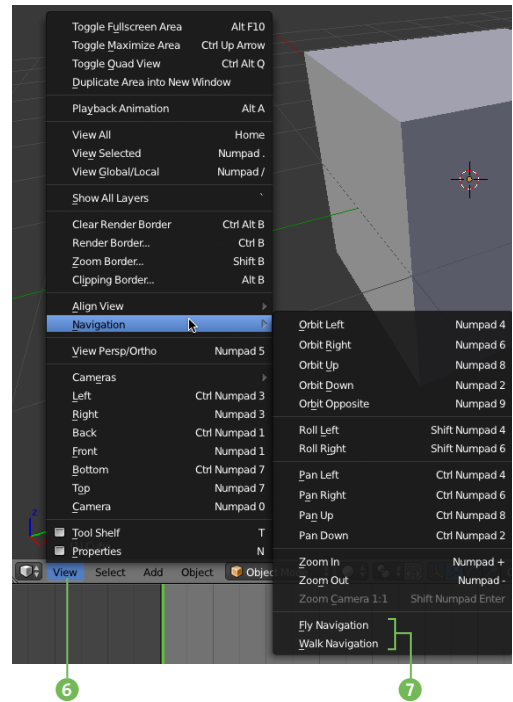 Toggle Fullscreen Area Alt F10
Toggle Maximize Area Ctrl Up Arrow
Toggle Quad View Ctrl Alt Q
Duplicate Area into New Window
Playback Animation Alt A
View All Home
View Selected Numpad .
View Global/Local Numpad /
Show All Layers `
Clear Render Border Ctrl Alt B
Render Border... Ctrl B
Zoom Border... Shift B
Clipping Border... Alt B
Align View
Navigation
View Persp/Ortho Numpad 5
Cameras
Left Ctrl Numpad 3
Right Numpad 3
Back Ctrl Numpad 1
Front Numpad 1
Bottom Ctrl Numpad 7
Top Numpad 7
Camera Numpad 0
Tool Shelf T
Properties N
Orbit Left Numpad 4
Orbit Right Numpad 6
Orbit Up Numpad 8
Orbit Down Numpad 2
Orbit Opposite Numpad 9
Roll Left Shift Numpad 4
Roll Right Shift Numpad 6
Pan Left Ctrl Numpad 4
Pan Right Ctrl Numpad 6
Pan Up Ctrl Numpad 8
Pan Down Ctrl Numpad 2
Zoom In Numpad +
Zoom Out Numpad -
Zoom Camera 1:1 Shift Numpad Enter
Fly Navigation
Walk Navigation
z
View Select Add Object Object
6 7